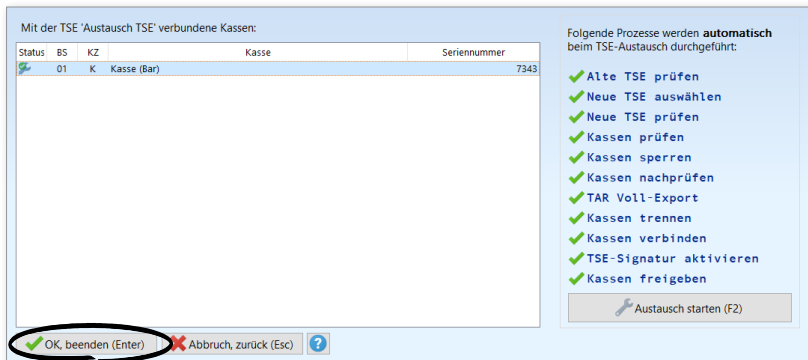 Mit der TSE 'Austausch TSE' verbundene Kassen:
Status BS KZ Kasse Seriennummer
01 K Kasse (Bar) 7343
Folgende Prozesse werden automatisch
beim TSE-Austausch durchgeführt:
Alte TSE prüfen
Neue TSE auswählen
Neue TSE prüfen
Kassen prüfen
Kassen sperren
Kassen nachprüfen
TAR Voll-Export
Kassen trennen
Kassen verbinden
TSE-Signatur aktivieren
Kassen freigeben
Austausch starten (F2)
OK, beenden (Enter) Abbruch, zurück (Esc) ?